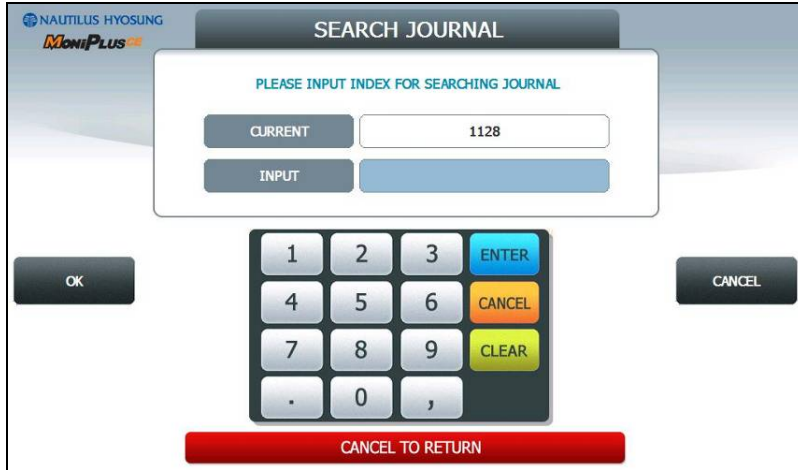 NAUTILUS HYOSUNG
MoniPlus CE
SEARCH JOURNAL
PLEASE INPUT INDEX FOR SEARCHING JOURNAL
CURRENT 1128
INPUT
1 2 3 ENTER
OK CANCEL
4 5 6 CANCEL
7 8 9 CLEAR
. 0 ,
CANCEL TO RETURN